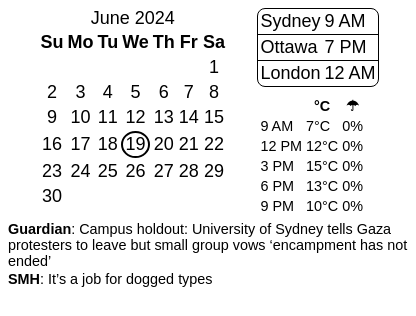 June 2024
Su Mo Tu We Th Fr Sa
1
2 3 4 5 6 7 8
9 10 11 12 13 14 15
16 17 18 19 20 21 22
23 24 25 26 27 28 29
30
Sydney 9 AM
Ottawa 7 PM
London 12 AM
°C ☂
9 AM 7°C 0%
12 PM 12°C 0%
3 PM 15°C 0%
6 PM 13°C 0%
9 PM 10°C 0%
Guardian: Campus holdout: University of Sydney tells Gaza
protesters to leave but small group vows ‘encampment has not
ended’
SMH: It’s a job for dogged types